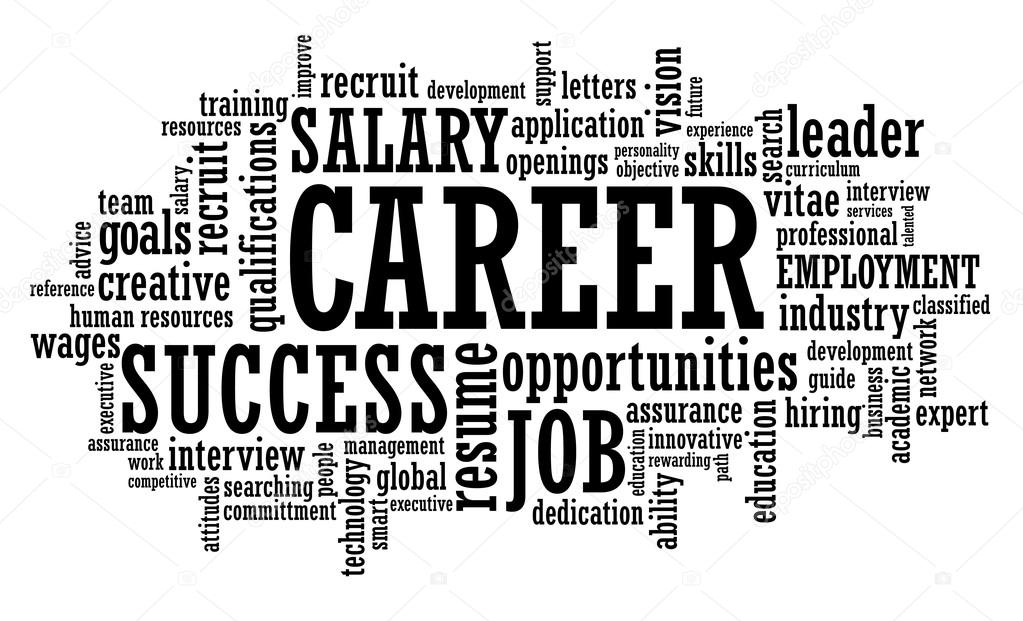 improve
recruit
development
support
letters
vision
future
training
resources
SALARY
application
experience
search
leader
openings
personality
objective
skills
curriculum
salary
recruit
qualifications
CAREER
vitae
interview
services
talented
team
goals
advice
professional
reference
creative
EMPLOYMENT
human resources
industry
classified
wages
SUCCESS
resume
opportunities
development
network
executive
guide
business
academic
JOB
assurance
education
hiring
expert
assurance
interview
people
management
education
innovative
work
competitive
technology
global
rewarding
path
attitudes
searching
committment
smart
executive
dedication
ability
depositphotos